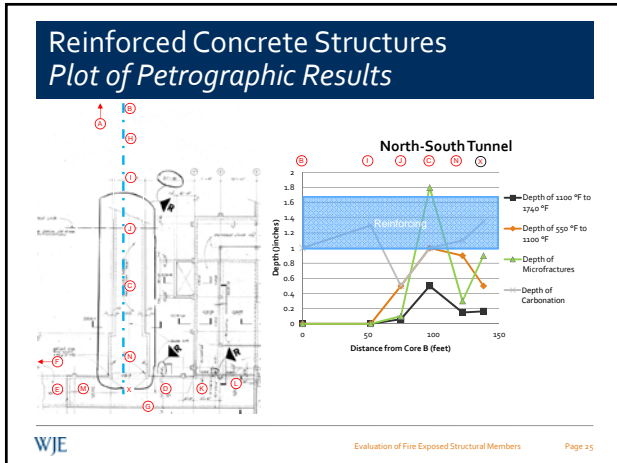 Reinforced Concrete Structures
Plot of Petrographic Results
A
B
H
I
J
C
N
F
E
M
X
D
K
L
G
R
R
R
North-South Tunnel
B I J C N X
2
1.8
1.6
1.4
1.2
1
0.8
0.6
0.4
0.2
0
Depth (Jinches)
Reinforcing
0 50 100 150
Distance from Core B (feet)
Depth of 1100 °F to
1740 °F
Depth of 550 °F to
1100 °F
Depth of
Microfractures
Depth of
Carbonation
WJE
Evaluation of Fire Exposed Structural Members Page 25